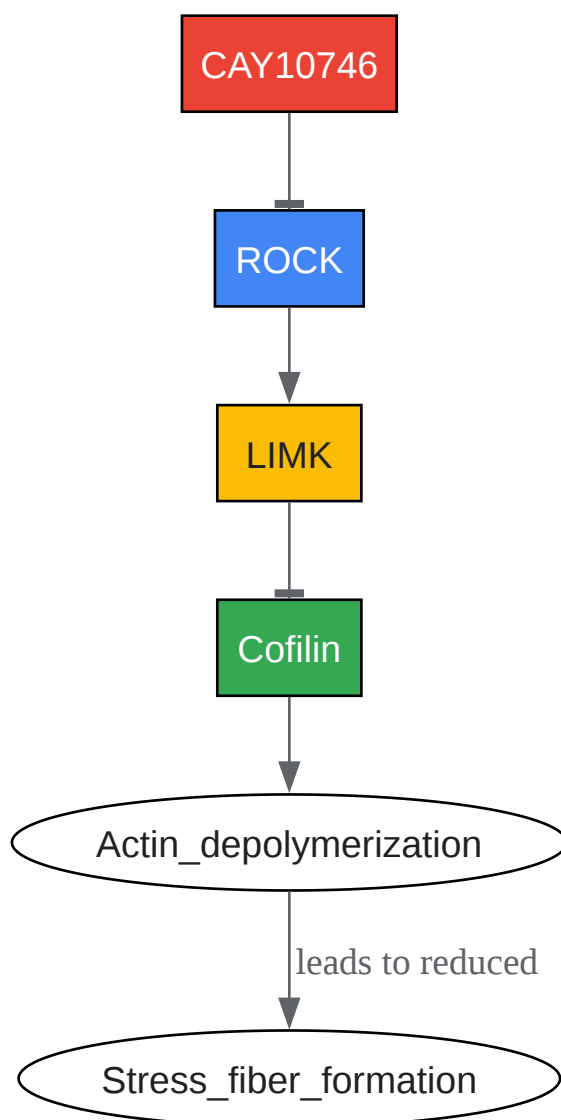 CAY10746
ROCK
LIMK
Cofilin
Actin_depolymerization
leads to reduced
Stress_fiber_formation